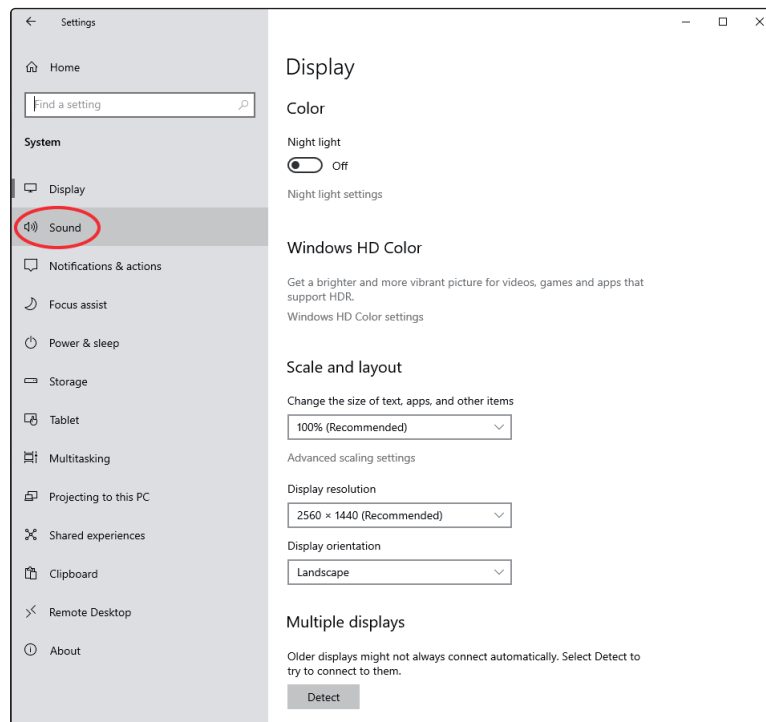 Settings
Home
Find a setting
System
Display
Sound
Notifications & actions
Focus assist
Power & sleep
Storage
Tablet
Multitasking
Projecting to this PC
Shared experiences
Clipboard
Remote Desktop
About
Display
Color
Night light
Off
Night light settings
Windows HD Color
Get a brighter and more vibrant picture for videos, games and apps that
support HDR.
Windows HD Color settings
Scale and layout
Change the size of text, apps, and other items
100% (Recommended)
Advanced scaling settings
Display resolution
2560 × 1440 (Recommended)
Display orientation
Landscape
Multiple displays
Older displays might not always connect automatically. Select Detect to
try to connect to them.
Detect